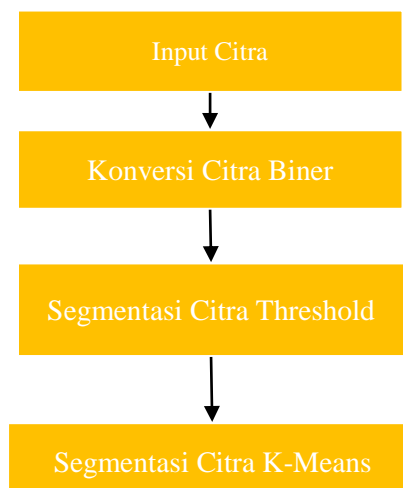 Input Citra
Konversi Citra Biner
Segmentasi Citra Threshold
Segmentasi Citra K-Means